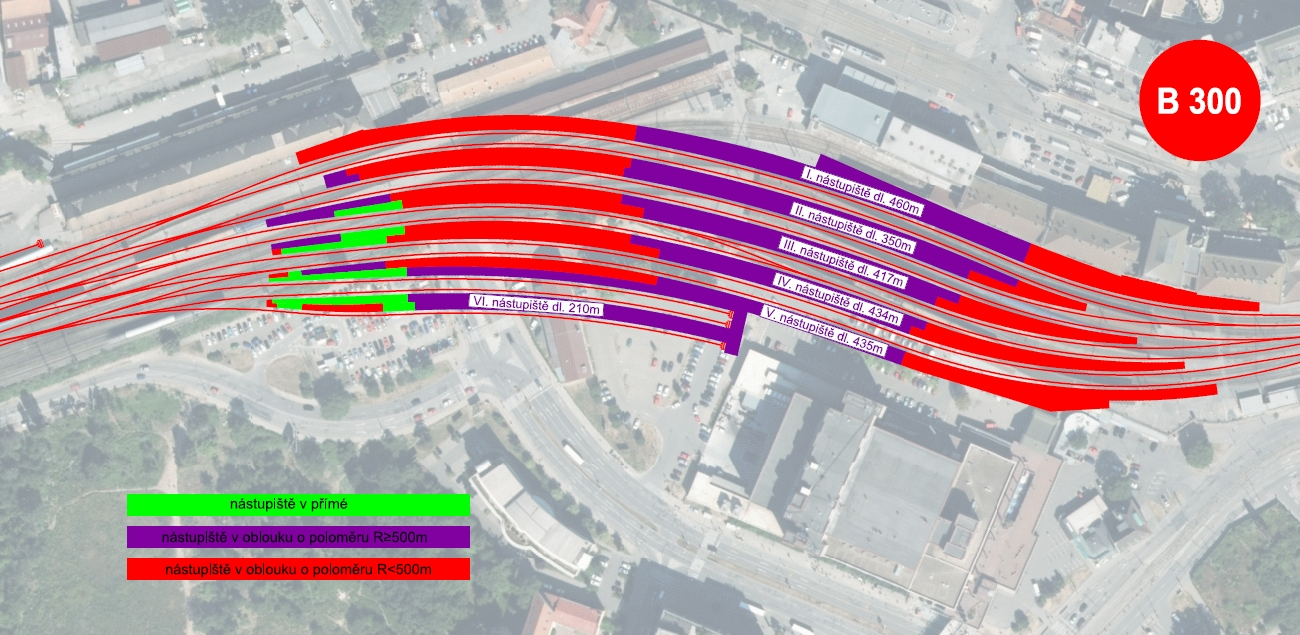 B 300
I. nástupiště dl. 460m
II. nástupiště dl. 350m
III. nástupiště dl. 417m
IV. nástupiště dl. 434m
V. nástupiště dl. 435m
VI. nástupiště dl. 210m
nástupiště v přímé
nástupiště v oblouku o poloměru R≥500m
nástupiště v oblouku o poloměru R<500m